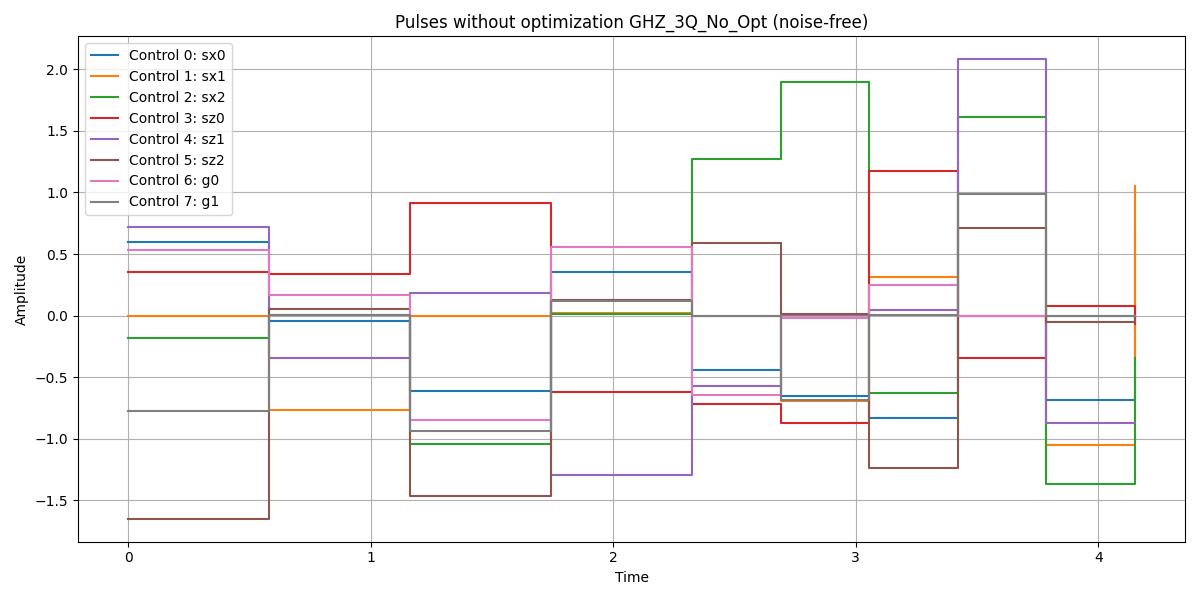 Pulses without optimization GHZ_3Q_No_Opt (noise-free)
Control 0: sx0
Control 1: sx1
Control 2: sx2
Control 3: sz0
Control 4: sz1
Control 5: sz2
Control 6: g0
Control 7: g1
Amplitude
2.0
1.5
1.0
0.5
0.0
−0.5
−1.0
−1.5
0 1 2 3 4
Time